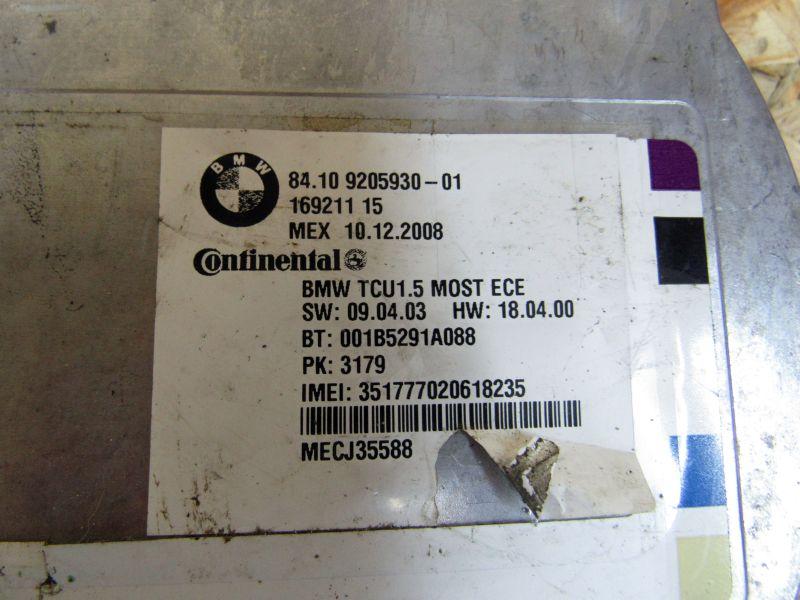 BMW
84.10 9205930-01
169211 15
MEX 10.12.2008
Continental
BMW TCU1.5 MOST ECE
SW: 09.04.03 HW: 18.04.00
BT: 001B5291A088
PK: 3179
IMEI: 351777020618235
MECJ35588